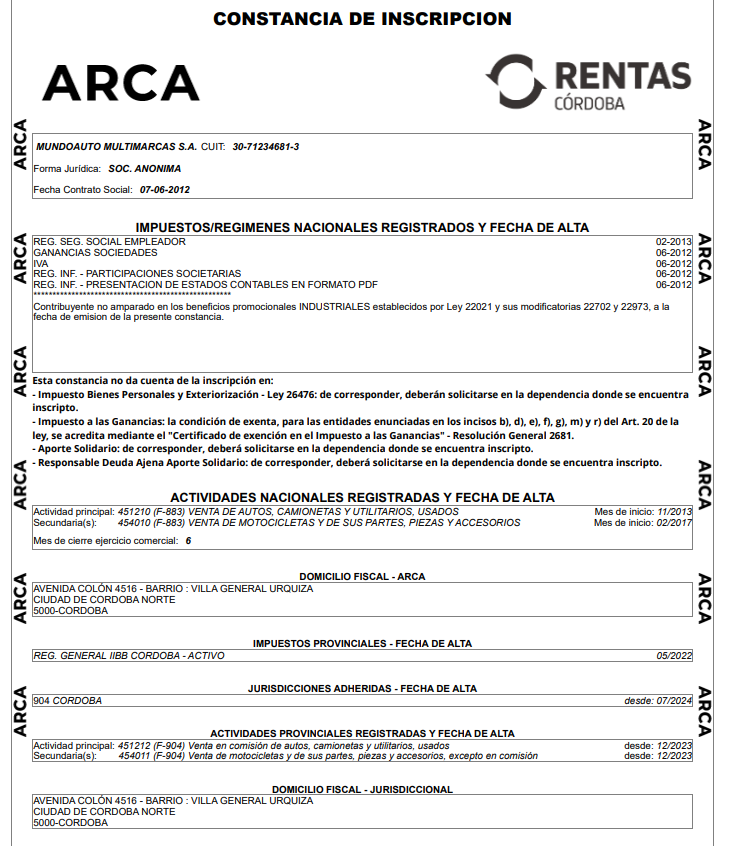 CONSTANCIA DE INSCRIPCION
ARCA
RENTAS
CÓRDOBA
ARCA
ARCA
MUNDOAUTO MULTIMARCAS S.A. CUIT: 30-71234681-3
Forma Jurídica: SOC. ANONIMA
Fecha Contrato Social: 07-06-2012
IMPUESTOS/REGIMENES NACIONALES REGISTRADOS Y FECHA DE ALTA
ARCA
ARCA
REG. SEG. SOCIAL EMPLEADOR 02-2013
GANANCIAS SOCIEDADES 06-2012
IVA 06-2012
REG. INF. - PARTICIPACIONES SOCIETARIAS 06-2012
REG. INF. - PRESENTACION DE ESTADOS CONTABLES EN FORMATO PDF 06-2012
**************************************************
Contribuyente no amparado en los beneficios promocionales INDUSTRIALES establecidos por Ley 22021 y sus modificatorias 22702 y 22973, a la
fecha de emision de la presente constancia.
ARCA
ARCA
Esta constancia no da cuenta de la inscripción en:
- Impuesto Bienes Personales y Exteriorización - Ley 26476: de corresponder, deberán solicitarse en la dependencia donde se encuentra
inscripto.
- Impuesto a las Ganancias: la condición de exenta, para las entidades enunciadas en los incisos b), d), e), f), g), m) y r) del Art. 20 de la
ley, se acredita mediante el "Certificado de exención en el Impuesto a las Ganancias" - Resolución General 2681.
- Aporte Solidario: de corresponder, deberá solicitarse en la dependencia donde se encuentra inscripto.
- Responsable Deuda Ajena Aporte Solidario: de corresponder, deberá solicitarse en la dependencia donde se encuentra inscripto.
ARCA
ARCA
ACTIVIDADES NACIONALES REGISTRADAS Y FECHA DE ALTA
Actividad principal: 451210 (F-883) VENTA DE AUTOS, CAMIONETAS Y UTILITARIOS, USADOS Mes de inicio: 11/2013
Secundaria(s): 454010 (F-883) VENTA DE MOTOCICLETAS Y DE SUS PARTES, PIEZAS Y ACCESORIOS Mes de inicio: 02/2017
Mes de cierre ejercicio comercial: 6
DOMICILIO FISCAL - ARCA
ARCA
ARCA
AVENIDA COLÓN 4516 - BARRIO : VILLA GENERAL URQUIZA
CIUDAD DE CORDOBA NORTE
5000-CORDOBA
IMPUESTOS PROVINCIALES - FECHA DE ALTA
REG. GENERAL IIBB CORDOBA - ACTIVO 05/2022
JURISDICCIONES ADHERIDAS - FECHA DE ALTA
ARCA
ARCA
904 CORDOBA desde: 07/2024
ACTIVIDADES PROVINCIALES REGISTRADAS Y FECHA DE ALTA
Actividad principal: 451212 (F-904) Venta en comisión de autos, camionetas y utilitarios, usados desde: 12/2023
Secundaria(s): 454011 (F-904) Venta de motocicletas y de sus partes, piezas y accesorios, excepto en comisión desde: 12/2023
DOMICILIO FISCAL - JURISDICCIONAL
AVENIDA COLÓN 4516 - BARRIO : VILLA GENERAL URQUIZA
CIUDAD DE CORDOBA NORTE
5000-CORDOBA